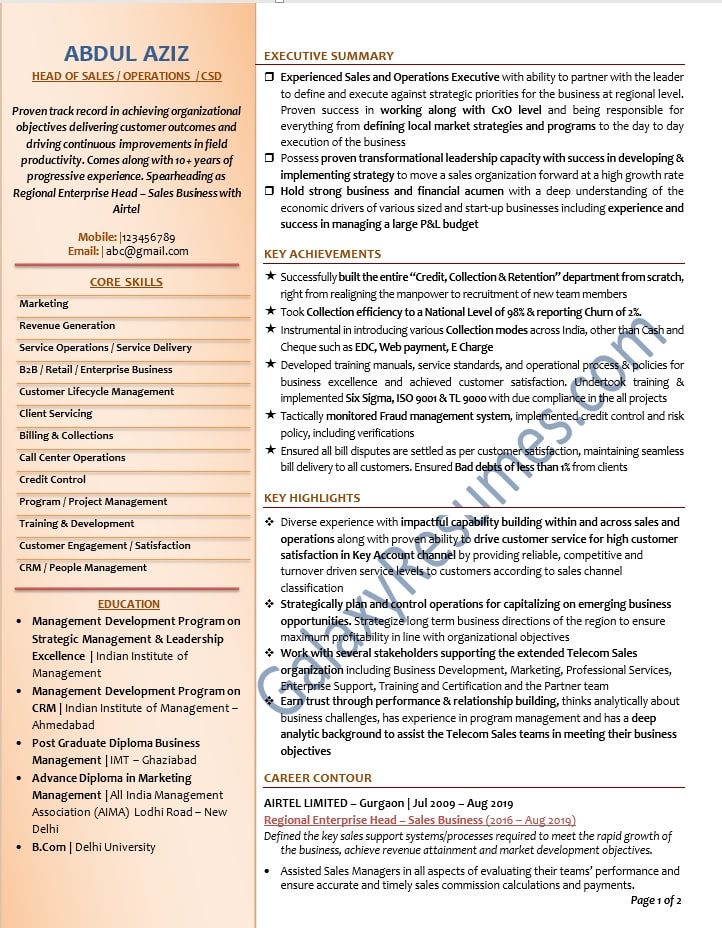 ABDUL AZIZ
HEAD OF SALES / OPERATIONS / CSD
Proven track record in achieving organizational
objectives delivering customer outcomes and
driving continuous improvements in field
productivity. Comes along with 10+ years of
progressive experience. Spearheading as
Regional Enterprise Head – Sales Business with
Airtel
Mobile: |123456789
Email: | abc@gmail.com
CORE SKILLS
Marketing
Revenue Generation
Service Operations / Service Delivery
B2B / Retail / Enterprise Business
Customer Lifecycle Management
Client Servicing
Billing & Collections
Call Center Operations
Credit Control
Program / Project Management
Training & Development
Customer Engagement / Satisfaction
CRM / People Management
EDUCATION
• Management Development Program on
Strategic Management & Leadership
Excellence | Indian Institute of
Management
• Management Development Program on
CRM | Indian Institute of Management –
Ahmedabad
• Post Graduate Diploma Business
Management | IMT – Ghaziabad
• Advance Diploma in Marketing
Management | All India Management
Association (AIMA) Lodhi Road – New
Delhi
• B.Com | Delhi University
EXECUTIVE SUMMARY
❒ Experienced Sales and Operations Executive with ability to partner with the leader
to define and execute against strategic priorities for the business at regional level.
Proven success in working along with CxO level and being responsible for
everything from defining local market strategies and programs to the day to day
execution of the business
❒ Possess proven transformational leadership capacity with success in developing &
implementing strategy to move a sales organization forward at a high growth rate
❒ Hold strong business and financial acumen with a deep understanding of the
economic drivers of various sized and start-up businesses including experience and
success in managing a large P&L budget
KEY ACHIEVEMENTS
★ Successfully built the entire “Credit, Collection & Retention” department from scratch,
right from realigning the manpower to recruitment of new team members
★ Took Collection efficiency to a National Level of 98% & reporting Churn of 2%.
★ Instrumental in introducing various Collection modes across India, other than Cash and
Cheque such as EDC, Web payment, E Charge
★ Developed training manuals, service standards, and operational process & policies for
business excellence and achieved customer satisfaction. Undertook training &
implemented Six Sigma, ISO 9001 & TL 9000 with due compliance in the all projects
★ Tactically monitored Fraud management system, implemented credit control and risk
policy, including verifications
★ Ensured all bill disputes are settled as per customer satisfaction, maintaining seamless
bill delivery to all customers. Ensured Bad debts of less than 1% from clients
KEY HIGHLIGHTS
❖ Diverse experience with impactful capability building within and across sales and
operations along with proven ability to drive customer service for high customer
satisfaction in Key Account channel by providing reliable, competitive and
turnover driven service levels to customers according to sales channel
classification
❖ Strategically plan and control operations for capitalizing on emerging business
opportunities. Strategize long term business directions of the region to ensure
maximum profitability in line with organizational objectives
❖ Work with several stakeholders supporting the extended Telecom Sales
organization including Business Development, Marketing, Professional Services,
Enterprise Support, Training and Certification and the Partner team
❖ Earn trust through performance & relationship building, thinks analytically about
business challenges, has experience in program management and has a deep
analytic background to assist the Telecom Sales teams in meeting their business
objectives
CAREER CONTOUR
AIRTEL LIMITED – Gurgaon | Jul 2009 – Aug 2019
Regional Enterprise Head – Sales Business (2016 – Aug 2019)
Defined the key sales support systems/processes required to meet the rapid growth of
the business, achieve revenue attainment and market development objectives.
• Assisted Sales Managers in all aspects of evaluating their teams’ performance and
ensure accurate and timely sales commission calculations and payments.
Page 1 of 2
GalaxyResumes.com